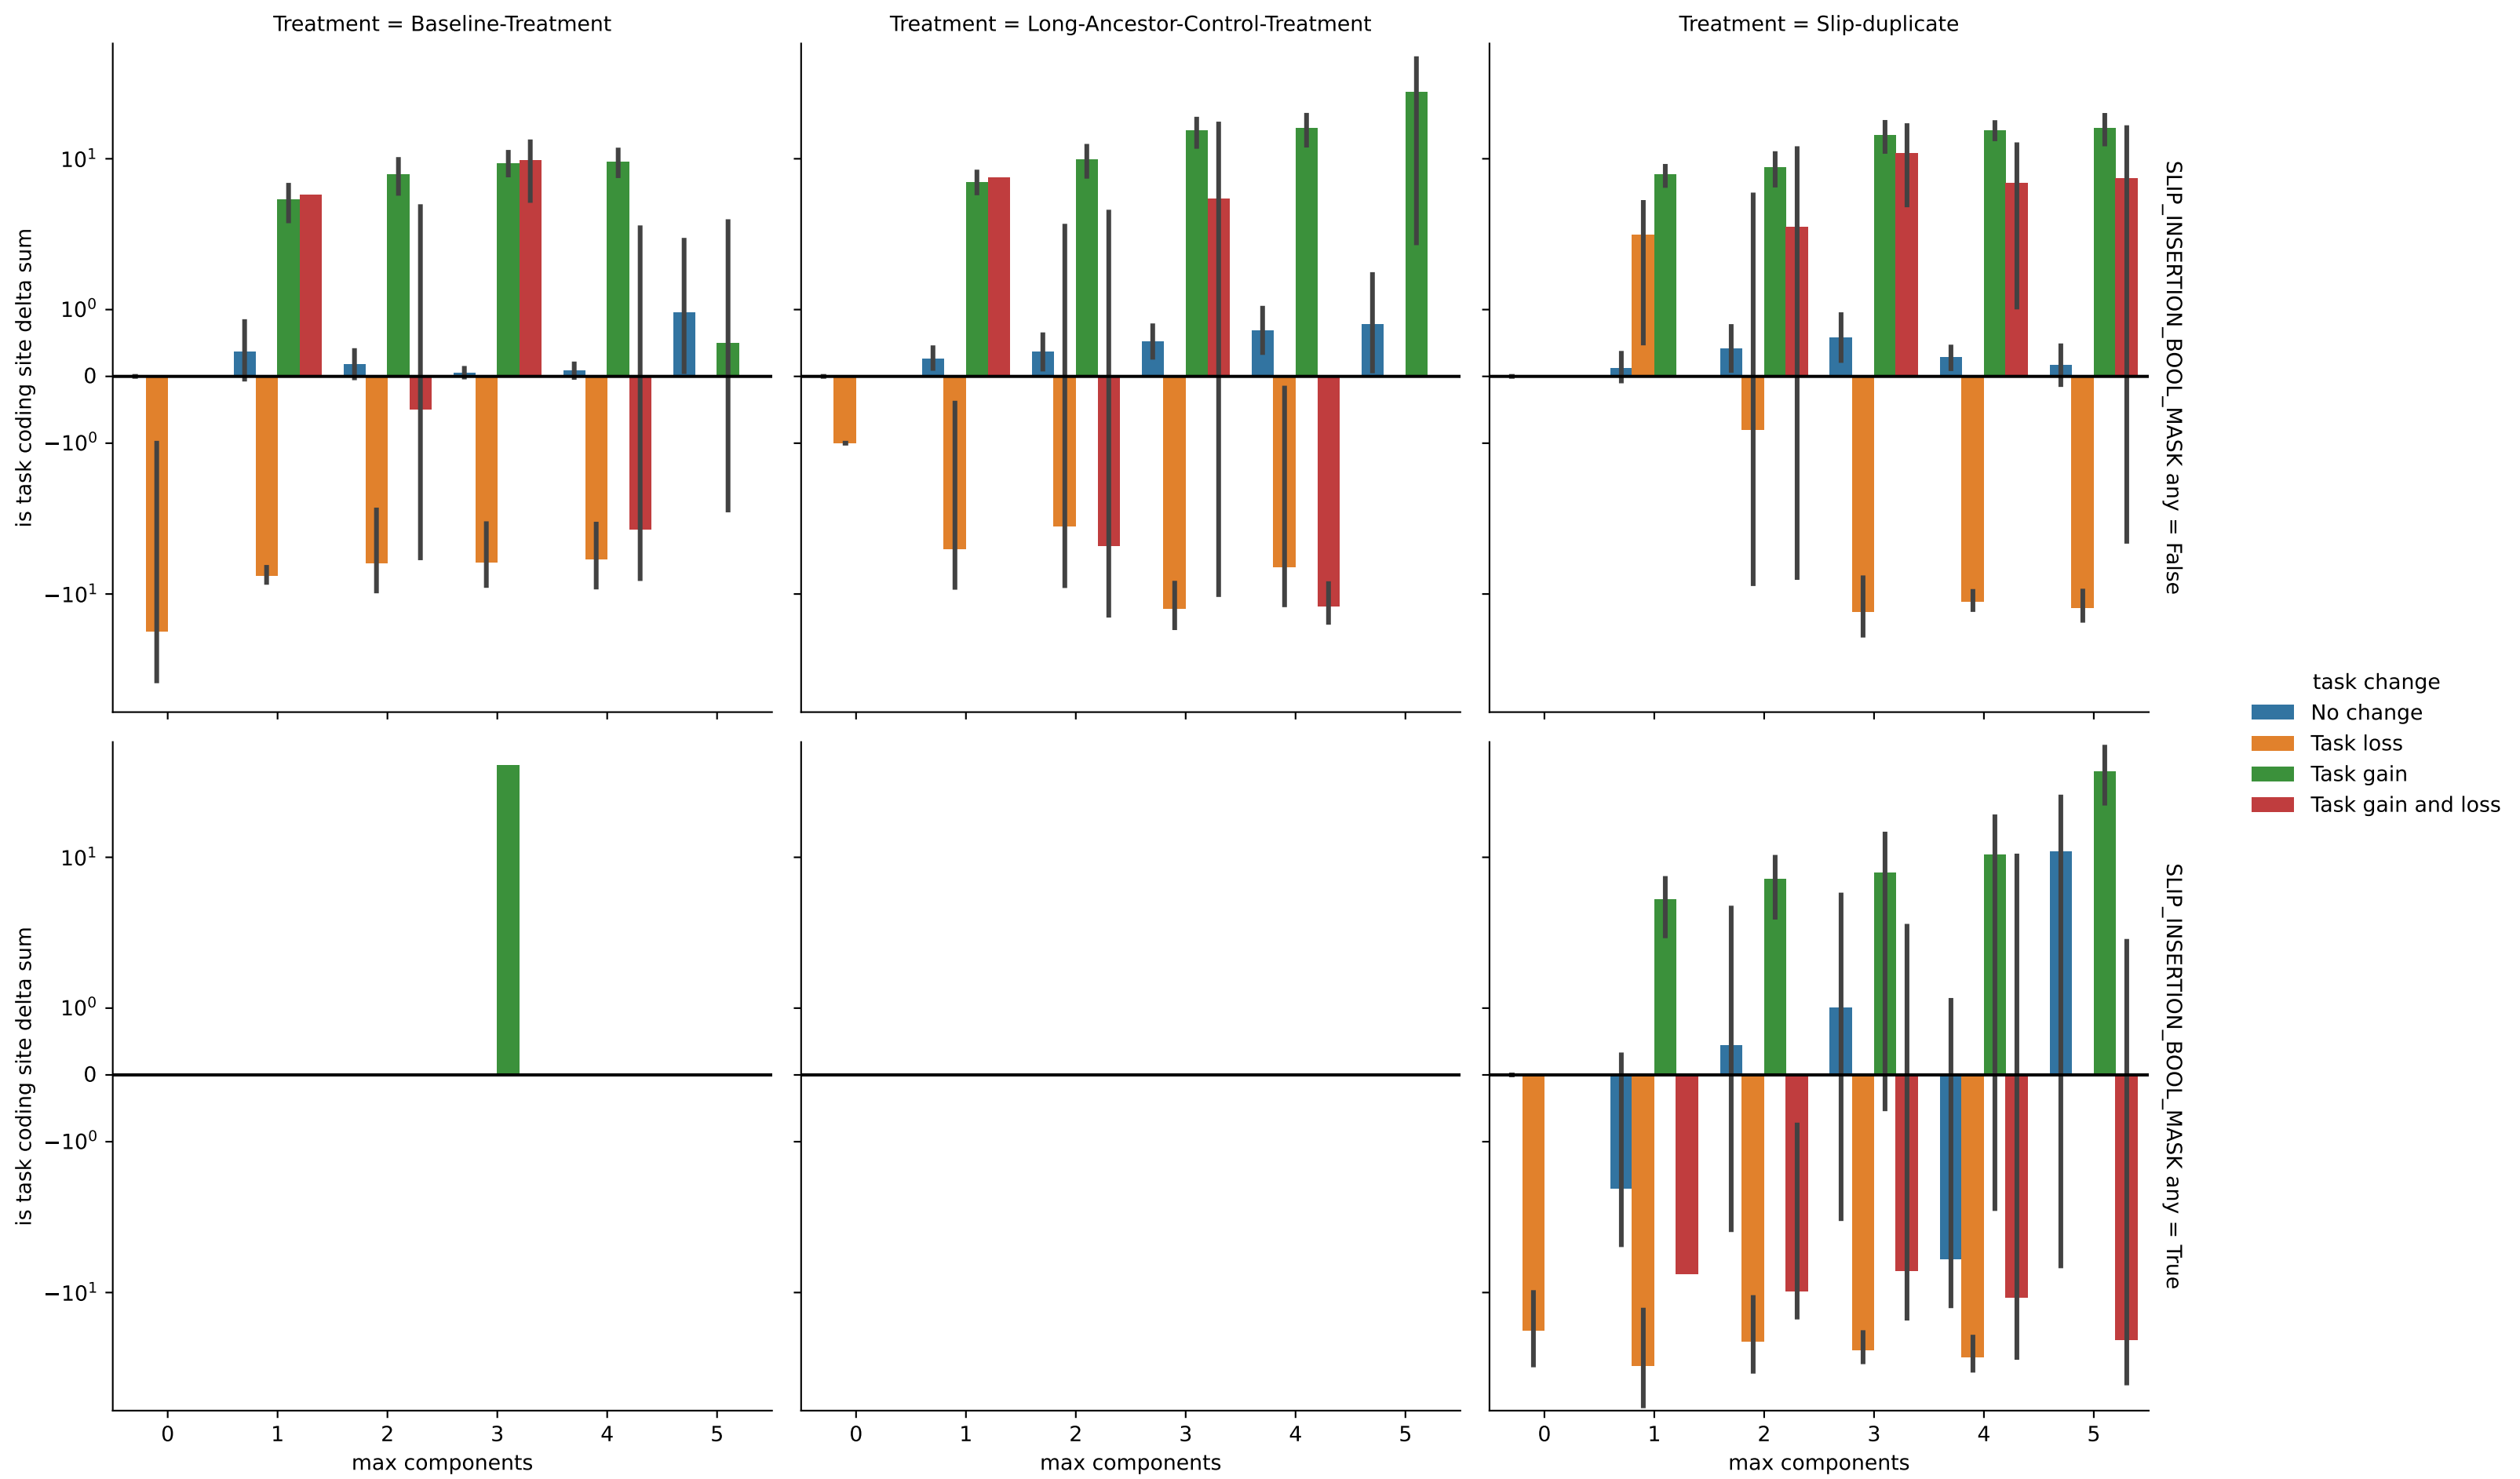 Treatment = Baseline-Treatment
Treatment = Long-Ancestor-Control-Treatment
Treatment = Slip-duplicate
is task coding site delta sum
10¹
10⁰
0
−10⁰
−10¹
SLIP_INSERTION_BOOL_MASK any = False
task change
No change
Task loss
Task gain
Task gain and loss
is task coding site delta sum
10¹
10⁰
0
−10⁰
−10¹
SLIP_INSERTION_BOOL_MASK any = True
0 1 2 3 4 5
0 1 2 3 4 5
0 1 2 3 4 5
max components
max components
max components